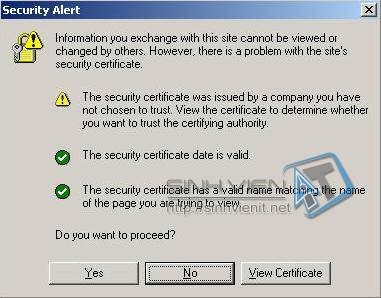 Security Alert
Information you exchange with this site cannot be viewed or
changed by others. However, there is a problem with the site's
security certificate.
The security certificate was issued by a company you have
not chosen to trust. View the certificate to determine whether
you want to trust the certifying authority.
The security certificate date is valid.
The security certificate has a valid name matching the name
of the page you are trying to view.
SINH VIÊN IT
http://sinhvienit.net
Do you want to proceed?
Yes
No
View Certificate